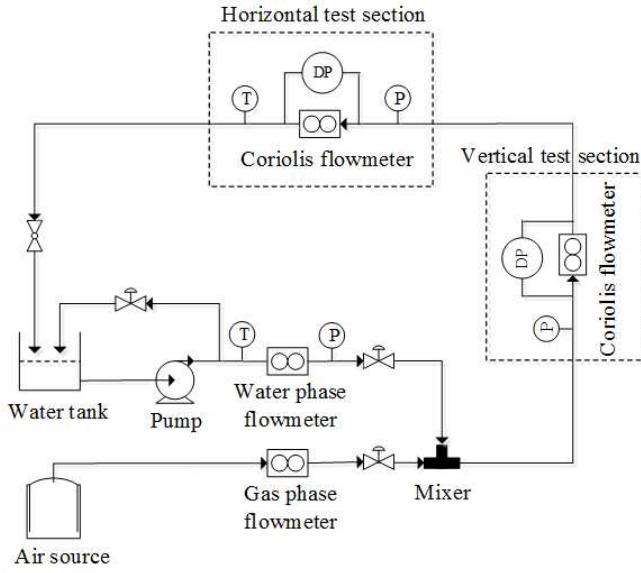 Horizontal test section
DP
T
P
Coriolis flowmeter
Vertical test section
DP
Coriolis flowmeter
P
T
P
Water tank
Pump
Water phase
flowmeter
Gas phase
flowmeter
Mixer
Air source